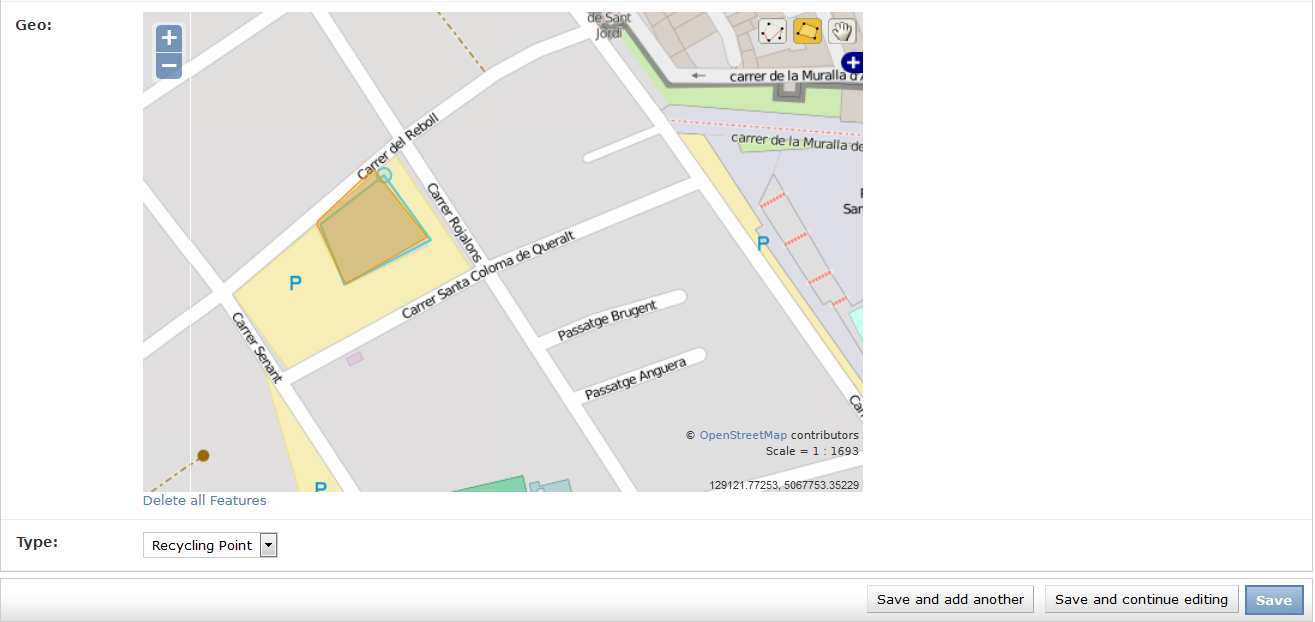 Geo:
de Sant
Jordi
+
−
carrer de la Muralla d'
Carrer del Reboll
carrer de la Muralla de
Carrer Rojalons
San
P
P
Carrer Santa Coloma de Queralt
Carrer Senant
Passatge Brugent
Passatge Anguera
Car
© OpenStreetMap contributors
Scale = 1 : 1693
P
129121.77253, 5067753.35229
Delete all Features
Type:
Recycling Point
Save and add another
Save and continue editing
Save